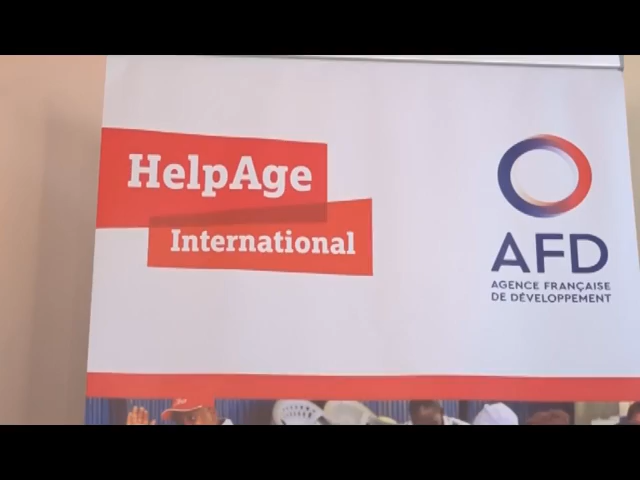 HelpAge
International
AFD
AGENCE FRANÇAISE
DE DÉVELOPPEMENT